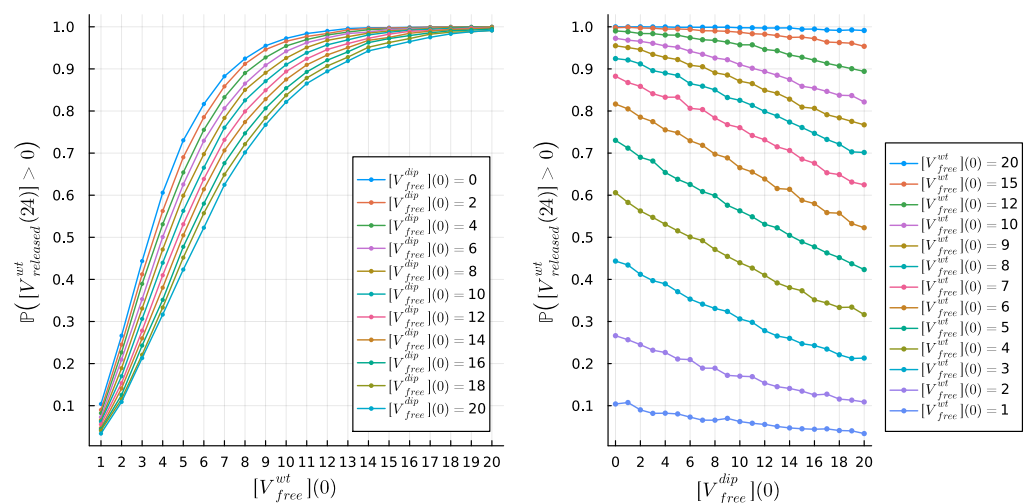 1.0
0.9
0.8
0.7
0.6
0.5
0.4
0.3
0.2
0.1
ℙ([V^{wt}_{released}(24)] > 0)
1 2 3 4 5 6 7 8 9 10 11 12 13 14 15 16 17 18 19 20
[V^{wt}_{free}](0)
[V^{dip}_{free}](0) = 0
[V^{dip}_{free}](0) = 2
[V^{dip}_{free}](0) = 4
[V^{dip}_{free}](0) = 6
[V^{dip}_{free}](0) = 8
[V^{dip}_{free}](0) = 10
[V^{dip}_{free}](0) = 12
[V^{dip}_{free}](0) = 14
[V^{dip}_{free}](0) = 16
[V^{dip}_{free}](0) = 18
[V^{dip}_{free}](0) = 20
1.0
0.9
0.8
0.7
0.6
0.5
0.4
0.3
0.2
0.1
ℙ([V^{wt}_{released}(24)] > 0)
0 2 4 6 8 10 12 14 16 18 20
[V^{dip}_{free}](0)
[V^{wt}_{free}](0) = 20
[V^{wt}_{free}](0) = 15
[V^{wt}_{free}](0) = 12
[V^{wt}_{free}](0) = 10
[V^{wt}_{free}](0) = 9
[V^{wt}_{free}](0) = 8
[V^{wt}_{free}](0) = 7
[V^{wt}_{free}](0) = 6
[V^{wt}_{free}](0) = 5
[V^{wt}_{free}](0) = 4
[V^{wt}_{free}](0) = 3
[V^{wt}_{free}](0) = 2
[V^{wt}_{free}](0) = 1